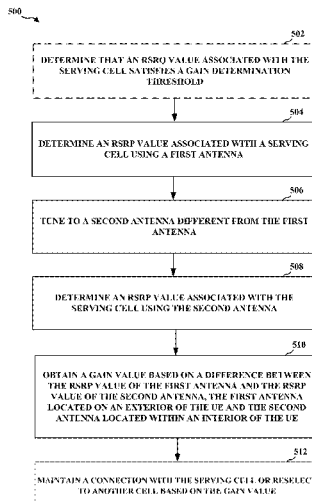 500
502
DETERMINE THAT AN RSRQ VALUE ASSOCIATED WITH THE
SERVING CELL SATISFIES A GAIN DETERMINATION
THRESHOLD
504
DETERMINE AN RSRP VALUE ASSOCIATED WITH A SERVING
CELL USING A FIRST ANTENNA
506
TUNE TO A SECOND ANTENNA DIFFERENT FROM THE FIRST
ANTENNA
508
DETERMINE AN RSRP VALUE ASSOCIATED WITH THE
SERVING CELL USING THE SECOND ANTENNA
510
OBTAIN A GAIN VALUE BASED ON A DIFFERENCE BETWEEN
THE RSRP VALUE OF THE FIRST ANTENNA AND THE RSRP
VALUE OF THE SECOND ANTENNA, THE FIRST ANTENNA
LOCATED ON AN EXTERIOR OF THE UE AND THE SECOND
ANTENNA LOCATED WITHIN AN INTERIOR OF THE UE
512
MAINTAIN A CONNECTION WITH THE SERVING CELL OR RESELECT
TO ANOTHER CELL BASED ON THE GAIN VALUE